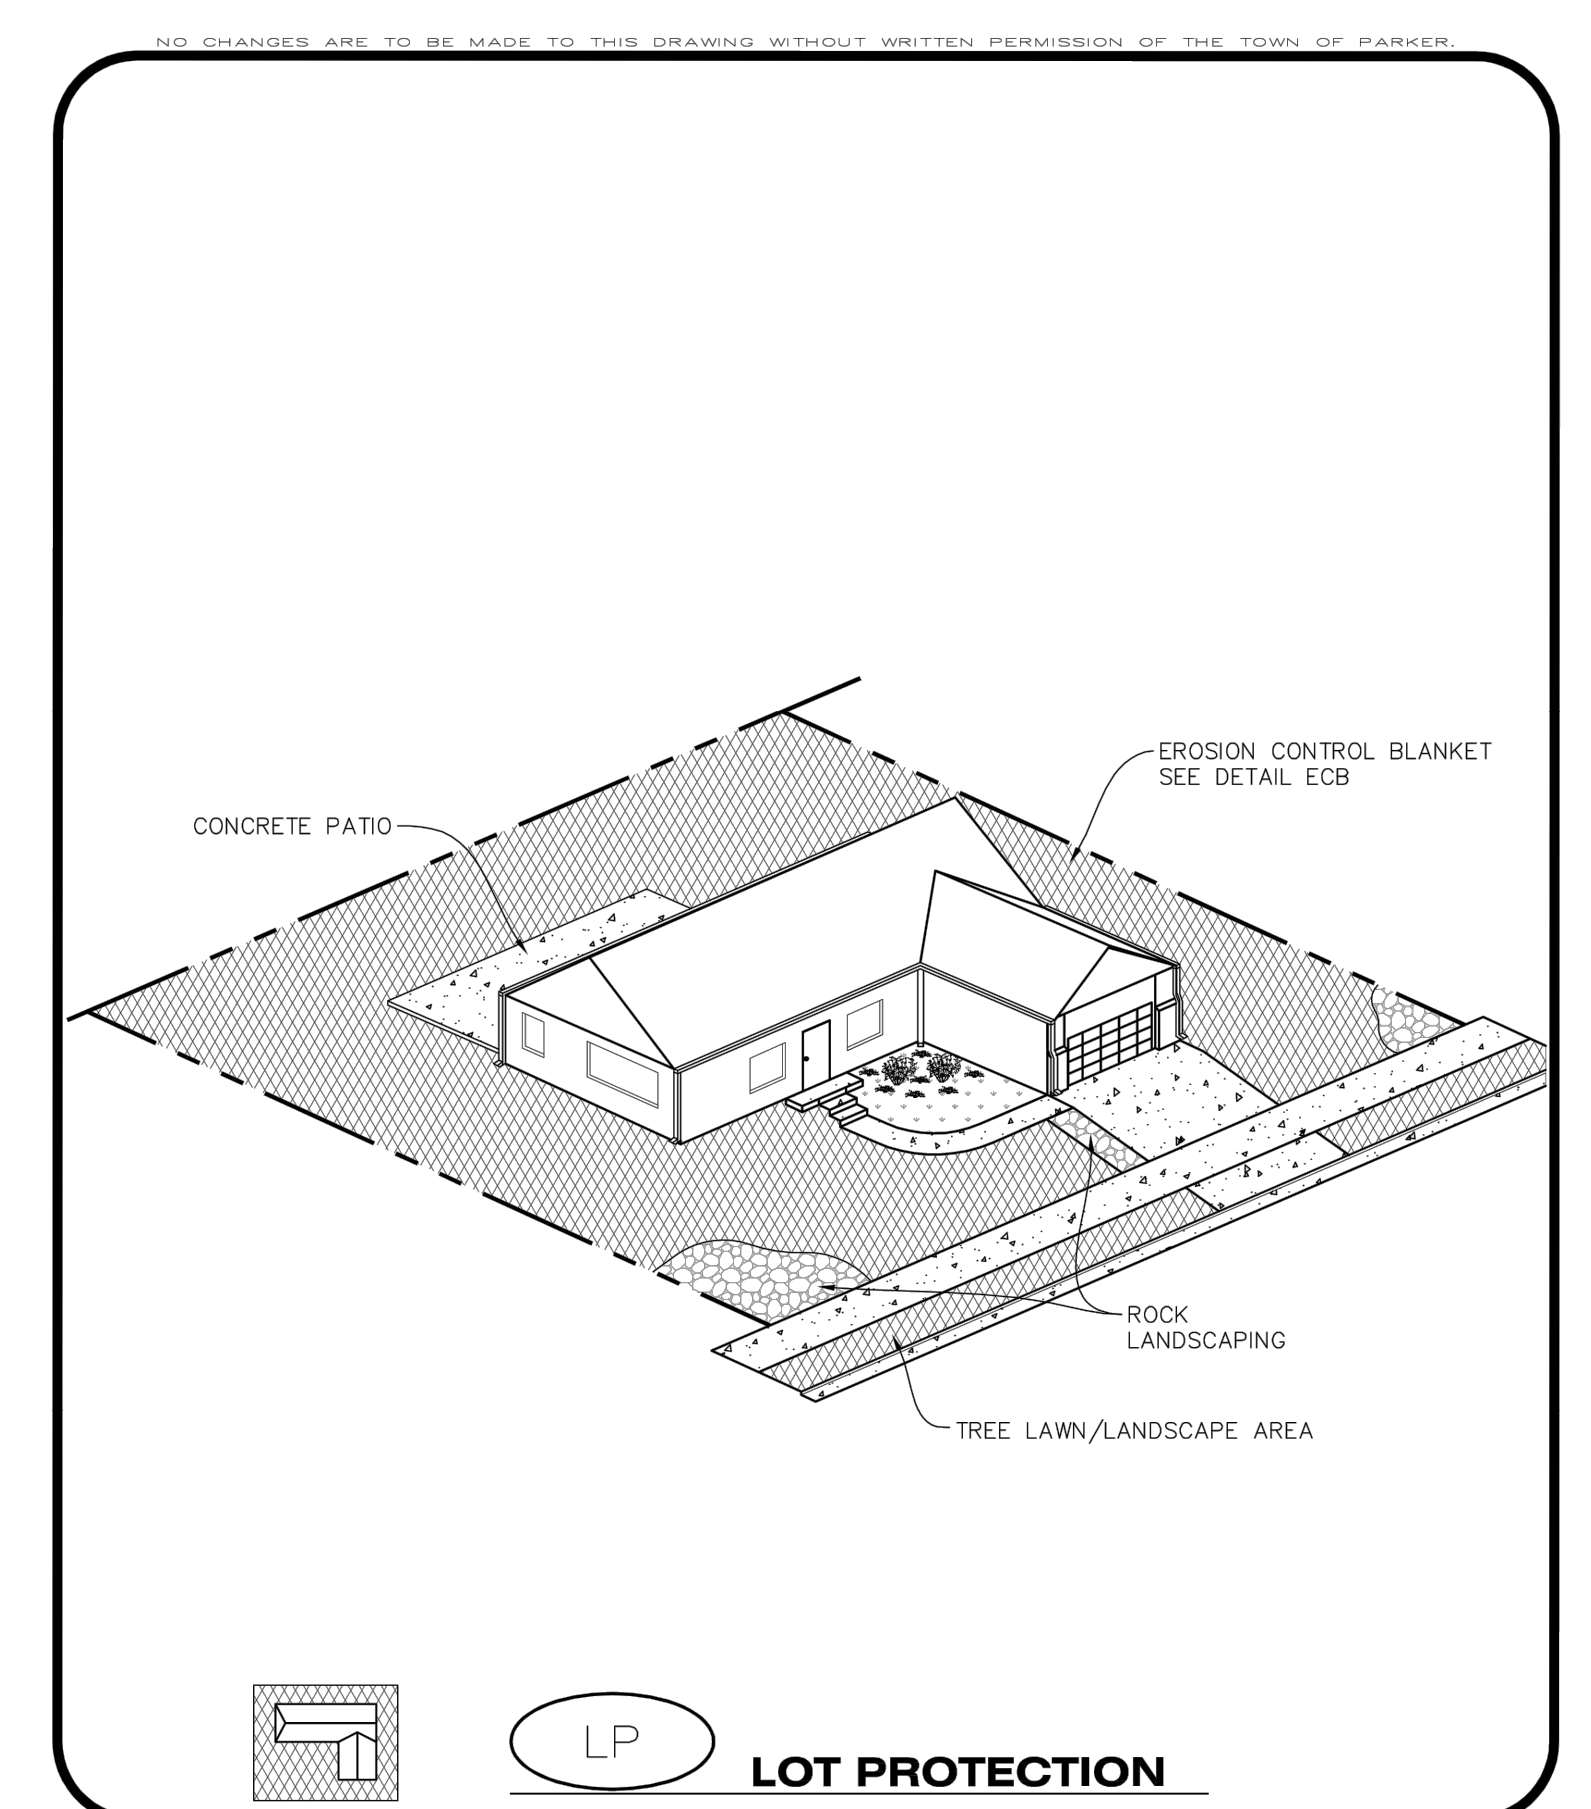 NO CHANGES ARE TO BE MADE TO THIS DRAWING WITHOUT WRITTEN PERMISSION OF THE TOWN OF PARKER.
EROSION CONTROL BLANKET
SEE DETAIL ECB
CONCRETE PATIO
ROCK
LANDSCAPING
TREE LAWN/LANDSCAPE AREA
LP
LOT PROTECTION